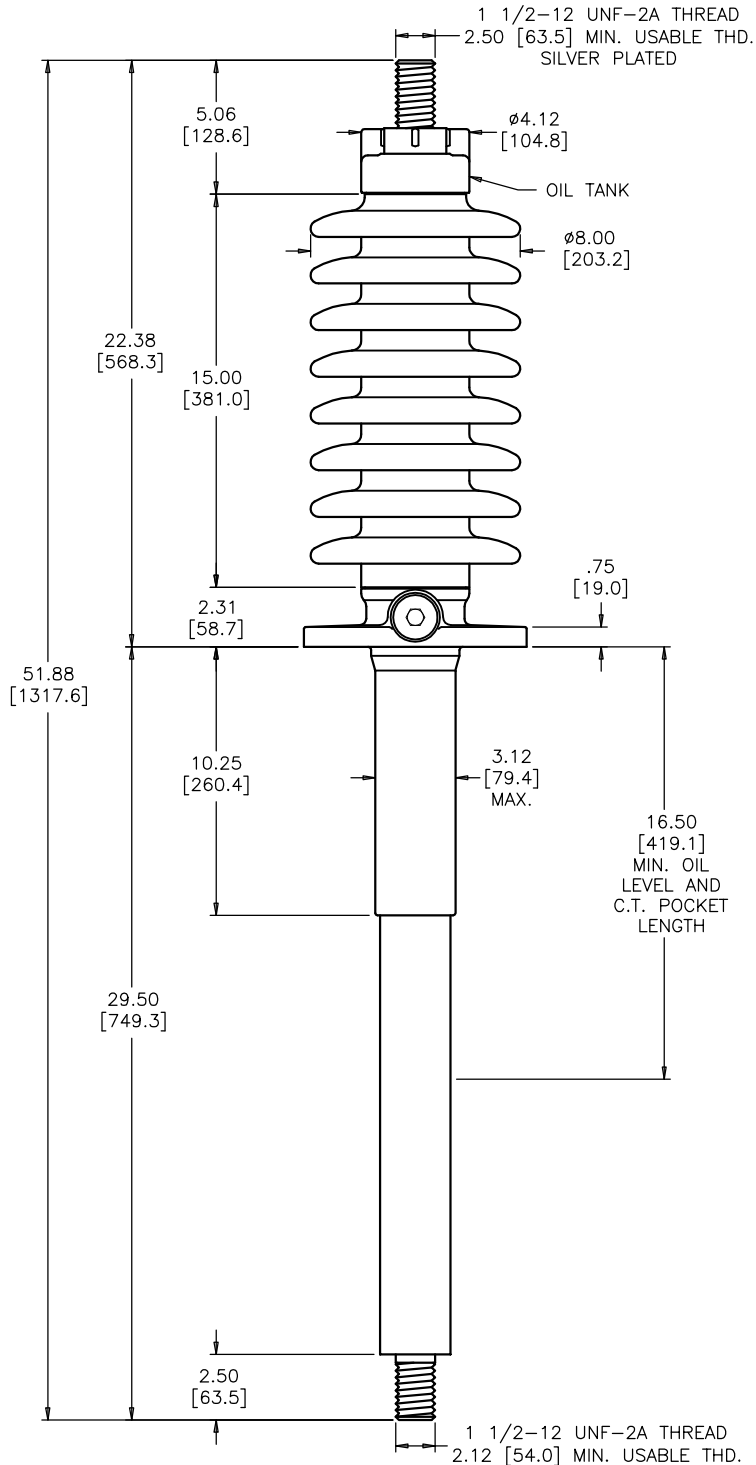 1 1/2-12 UNF-2A THREAD
2.50 [63.5] MIN. USABLE THD.
SILVER PLATED
5.06
[128.6]
ø4.12
[104.8]
OIL TANK
ø8.00
[203.2]
22.38
[568.3]
15.00
[381.0]
.75
[19.0]
2.31
[58.7]
51.88
[1317.6]
10.25
[260.4]
3.12
[79.4]
MAX.
16.50
[419.1]
MIN. OIL
LEVEL AND
C.T. POCKET
LENGTH
29.50
[749.3]
2.50
[63.5]
1 1/2-12 UNF-2A THREAD
2.12 [54.0] MIN. USABLE THD.